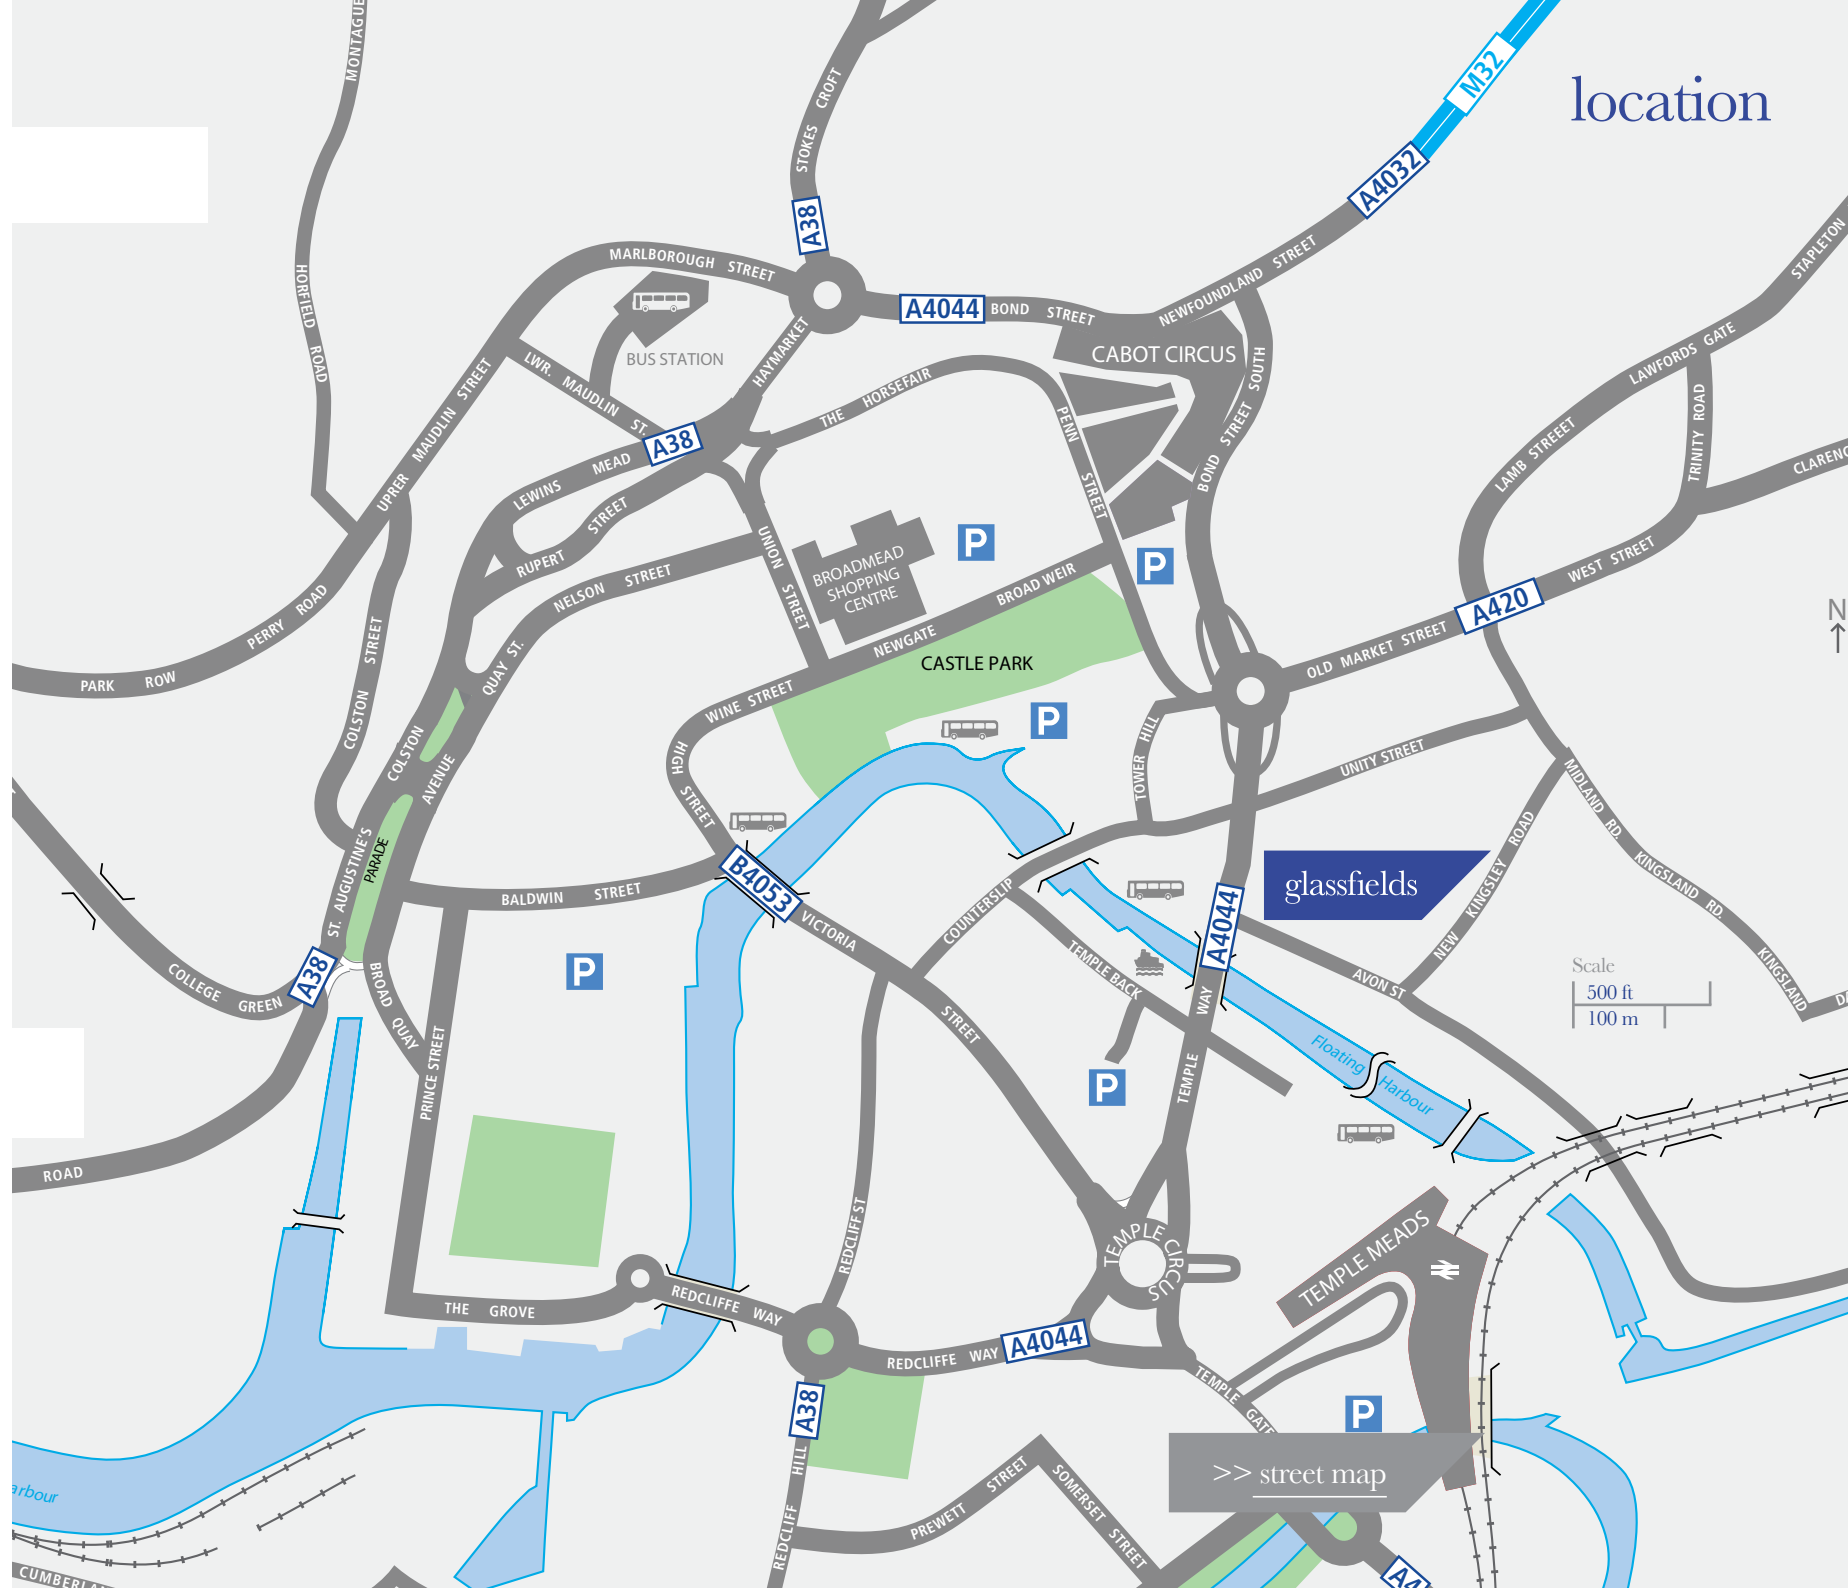 MONTAGUE
STOKES CROFT
M32
location
A4032
A38
MARLBOROUGH STREET
A4044
BOND STREET
NEWFOUNDLAND STREET
STAPLETON
HORFIELD ROAD
BUS STATION
HAYMARKET
CABOT CIRCUS
LAWFORDS GATE
LWR. MAUDLIN ST.
THE HORSEFAIR
PENN STREET
BOND STREET SOUTH
TRINITY ROAD
UPRER MAUDLIN STREET
A38
LEWINS MEAD
LAMB STREEET
CLARENC
RUPERT STREET
UNION STREET
BROADMEAD
SHOPPING
CENTRE
P
P
NELSON STREET
BROAD WEIR
WEST STREET
A420
N
PERRY ROAD
PARK ROW
COLSTON STREET
QUAY ST.
NEWGATE
CASTLE PARK
OLD MARKET STREET
WINE STREET
P
COLSTON AVENUE
HIGH STREET
TOWER HILL
UNITY STREET
MIDLAND RD.
ST. AUGUSTINE'S
PARADE
B4053
BALDWIN STREET
VICTORIA STREET
COUNTERSLIP
A4044
glassfields
NEW KINGSLEY ROAD
KINGSLAND RD.
KINGSLAND
DA
COLLEGE GREEN
A38
BROAD QUAY
P
TEMPLE BACK
AVON ST
Scale
500 ft
100 m
PRINCE STREET
TEMPLE WAY
P
Floating
Harbour
ROAD
REDCLIFF ST
TEMPLE CIRCUS
TEMPLE MEADS
THE GROVE
REDCLIFFE WAY
REDCLIFFE WAY
A4044
TEMPLE GATE
A38
P
REDCLIFF HILL
>> street map
PREWETT STREET
SOMERSET STREET
arbour
CUMBERLAN
A4